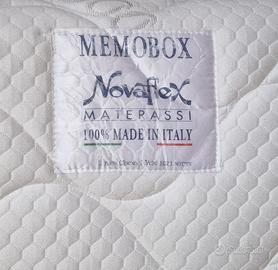 MEMOBOX
Novaflex
MATERASSI
100% MADE IN ITALY